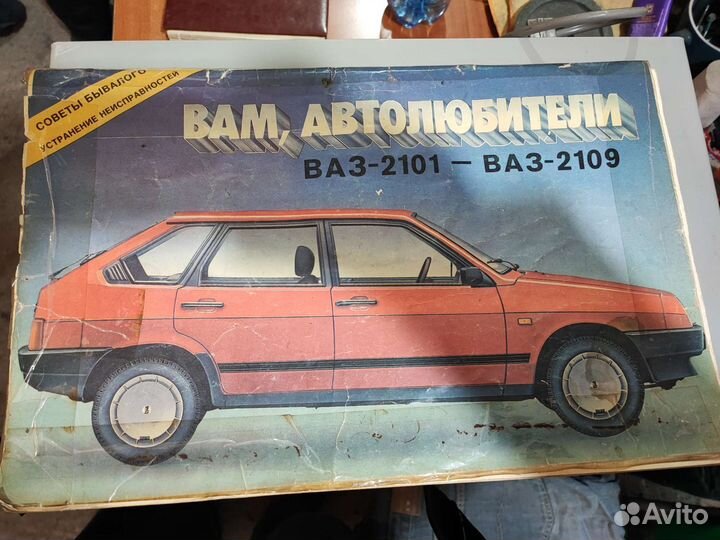 СОВЕТЫ БЫВАЛОГО
УСТРАНЕНИЕ НЕИСПРАВНОСТЕЙ
ВАМ, АВТОЛЮБИТЕЛИ
ВАЗ-2101 — ВАЗ-2109
Avito